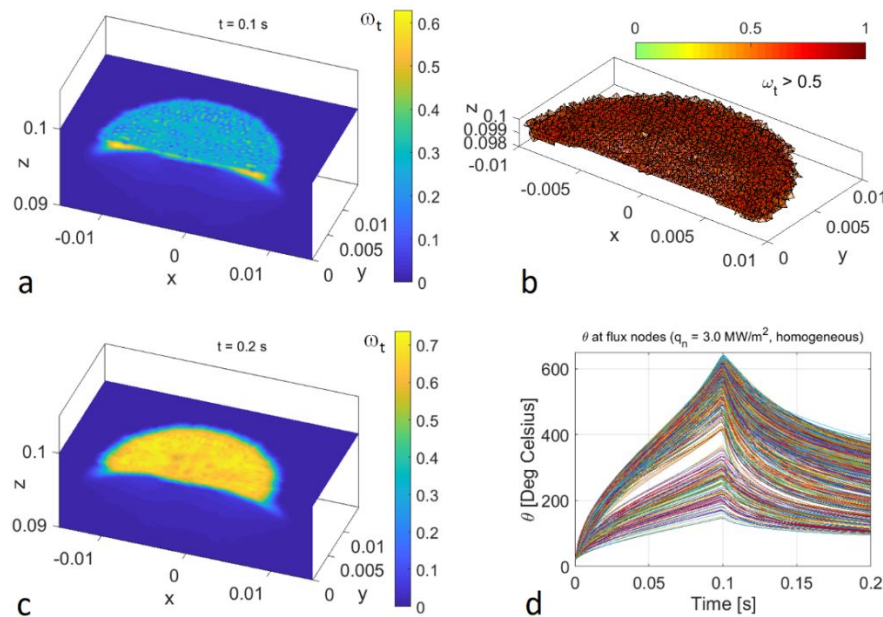 t = 0.1 s
ωt
0.6
0.5
0.4
0.3
0.2
0.1
0
0.1
z
0.09
-0.01
0
0.01
x
0.01
0.005
0
y
a
0 0.5 1
ωt > 0.5
z
0.1
0.099
0.098
-0.01
-0.005
0
0.005
0.01
x
0.01
0.005
0
y
b
t = 0.2 s
ωt
0.7
0.6
0.5
0.4
0.3
0.2
0.1
0
0.1
z
0.09
-0.01
0
0.01
x
0.01
0.005
0
y
c
θ at flux nodes (qn = 3.0 MW/m², homogeneous)
θ [Deg Celsius]
600
400
200
0
0 0.05 0.1 0.15 0.2
Time [s]
d